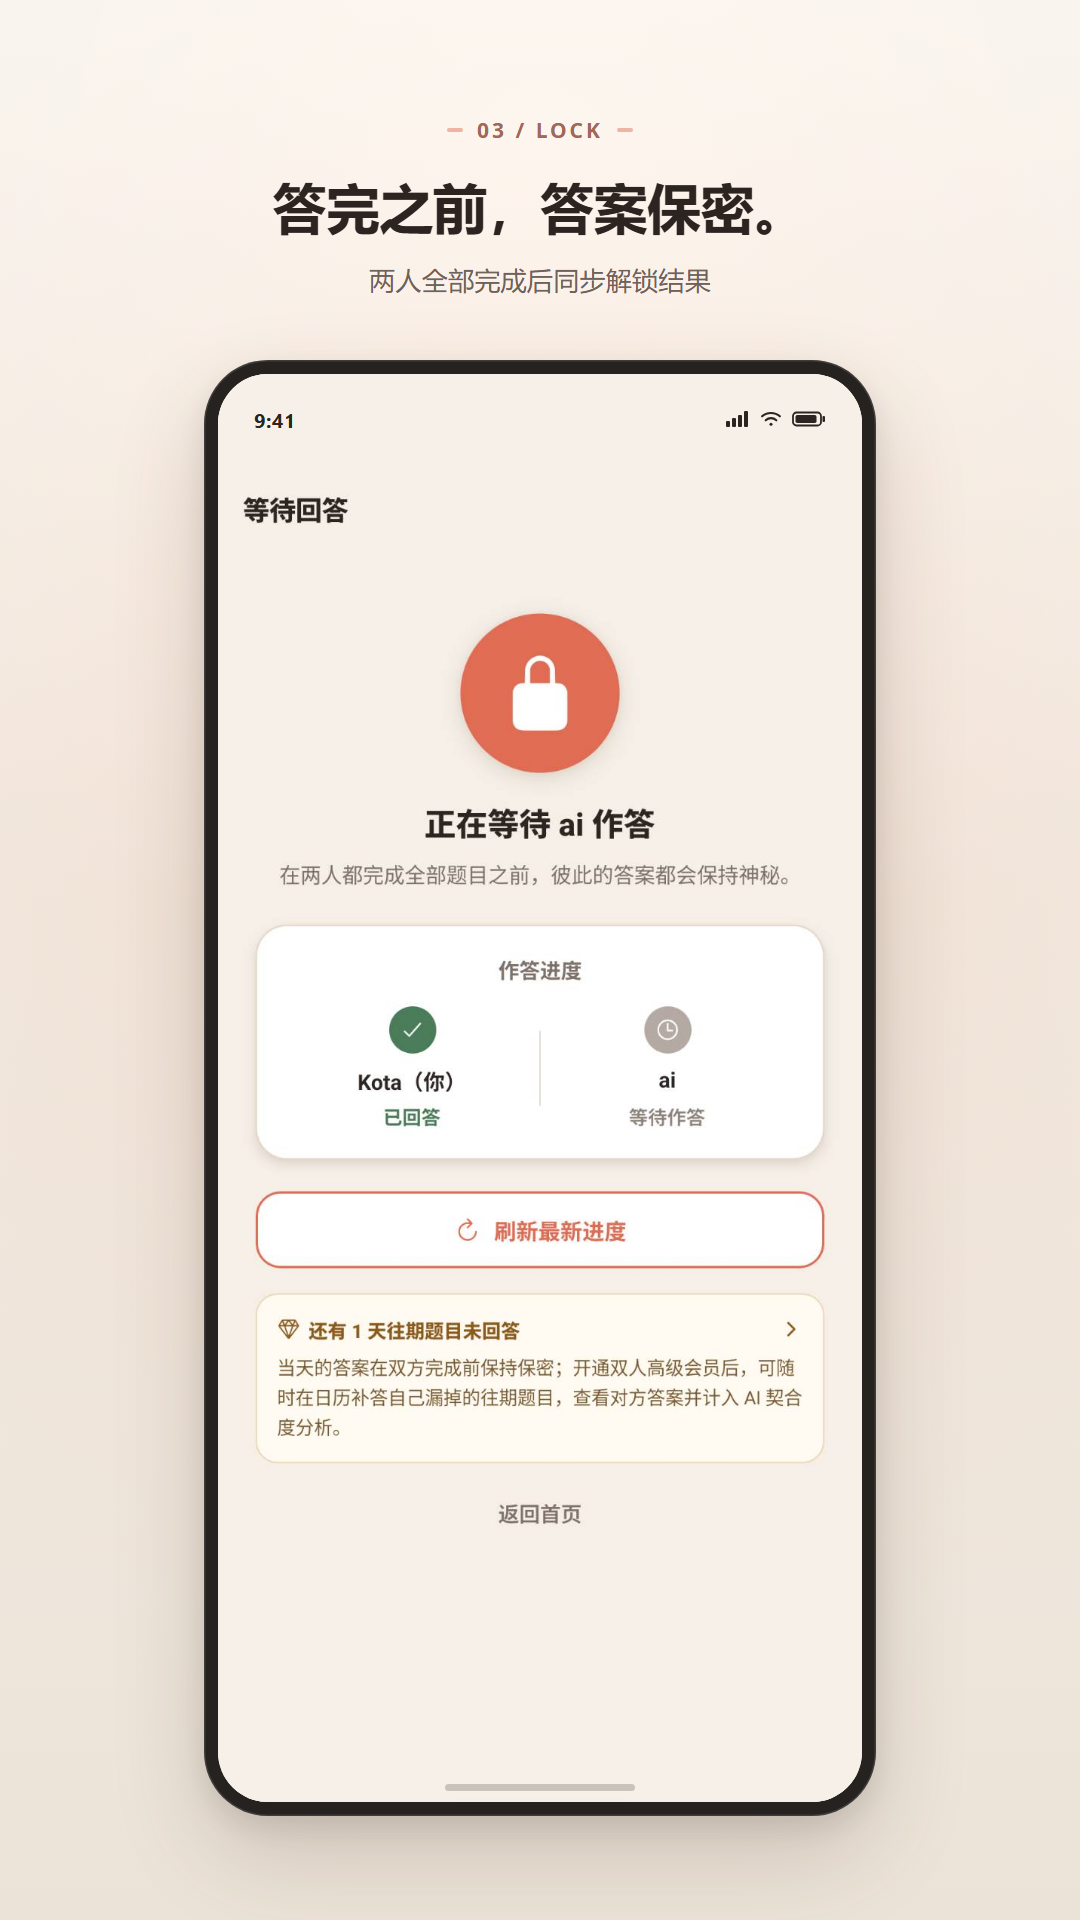 03 / LOCK
答完之前，答案保密。
两人全部完成后同步解锁结果
9:41
等待回答
正在等待 ai 作答
在两人都完成全部题目之前，彼此的答案都会保持神秘。
作答进度
Kota（你）
已回答
ai
等待作答
刷新最新进度
还有 1 天往期题目未回答
当天的答案在双方完成前保持保密；开通双人高级会员后，可随
时在日历补答自己漏掉的往期题目，查看对方答案并计入 AI 契合
度分析。
返回首页